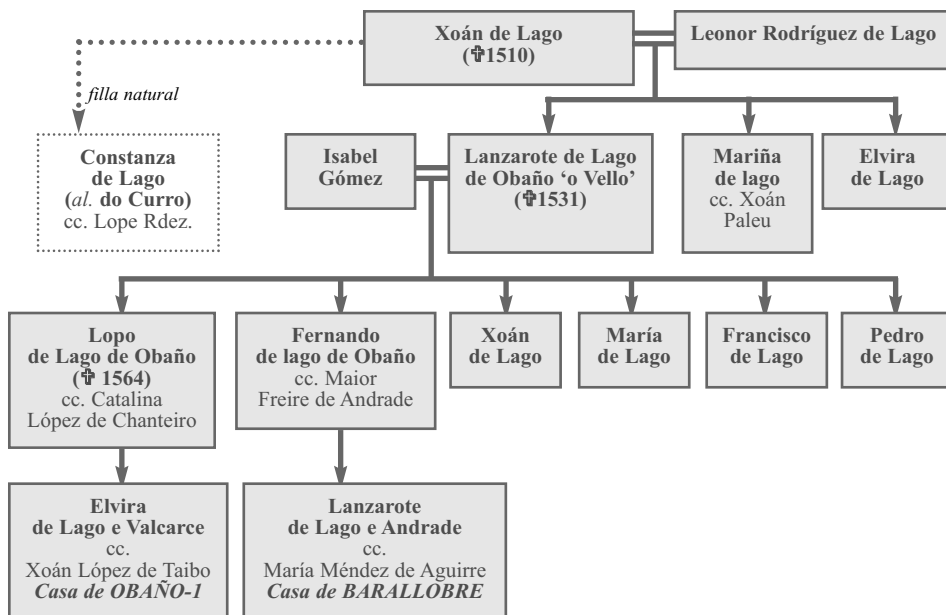 Xoán de Lago
(✞1510)
Leonor Rodríguez de Lago
filla natural
Constanza
de Lago
(al. do Curro)
cc. Lope Rdez.
Isabel
Gómez
Lanzarote de Lago
de Obaño ‘o Vello’
(✞1531)
Mariña
de lago
cc. Xoán
Paleu
Elvira
de Lago
Lopo
de Lago de Obaño
(✞ 1564)
cc. Catalina
López de Chanteiro
Fernando
de lago de Obaño
cc. Maior
Freire de Andrade
Xoán
de Lago
María
de Lago
Francisco
de Lago
Pedro
de Lago
Elvira
de Lago e Valcarce
cc.
Xoán López de Taibo
Casa de OBAÑO-1
Lanzarote
de Lago e Andrade
cc.
María Méndez de Aguirre
Casa de BARALLOBRE